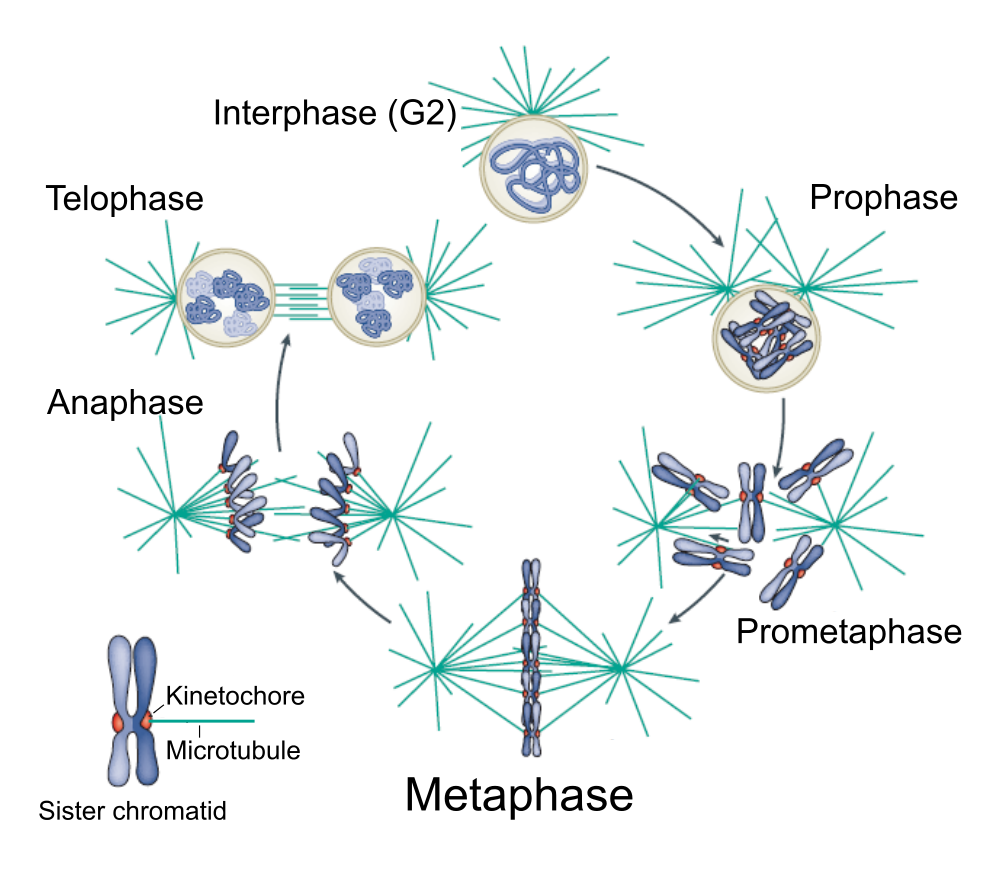 Interphase (G2)
Telophase
Prophase
Anaphase
Prometaphase
Kinetochore
Microtubule
Metaphase
Sister chromatid